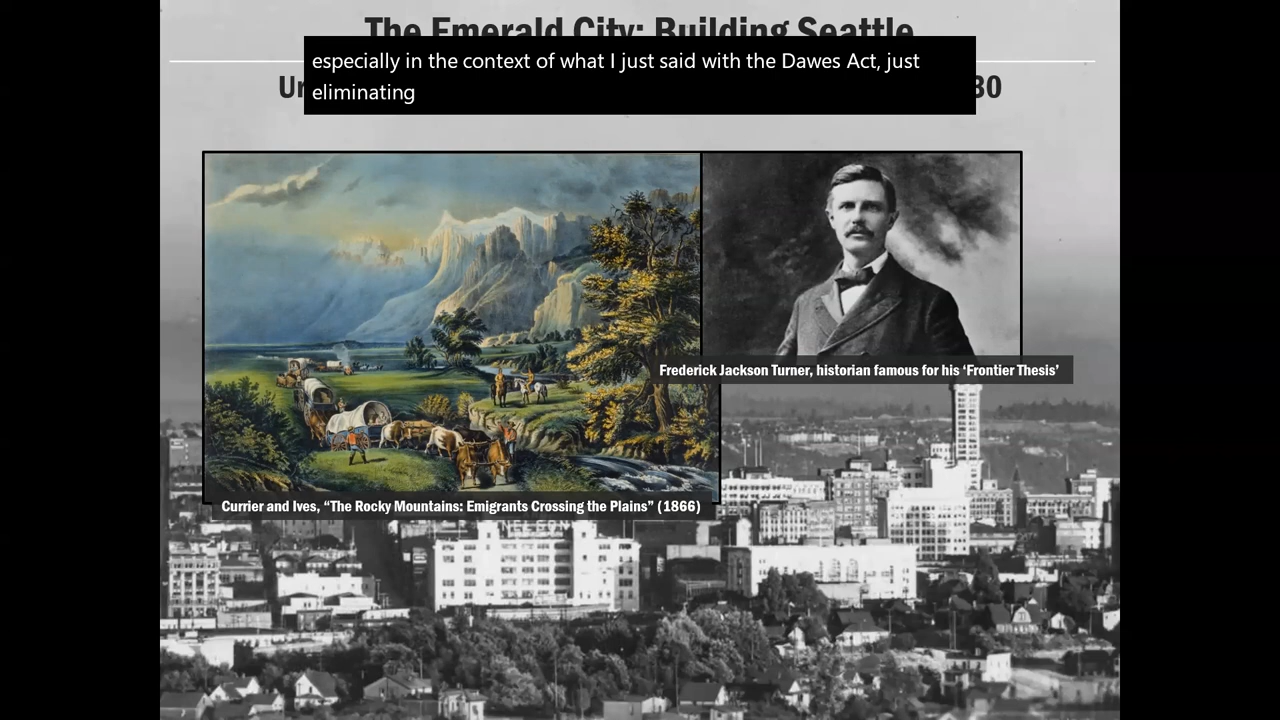 The Emerald City: Building Seattle
especially in the context of what I just said with the Dawes Act, just
eliminating
Ur
30
Frederick Jackson Turner, historian famous for his ‘Frontier Thesis’
Currier and Ives, “The Rocky Mountains: Emigrants Crossing the Plains” (1866)